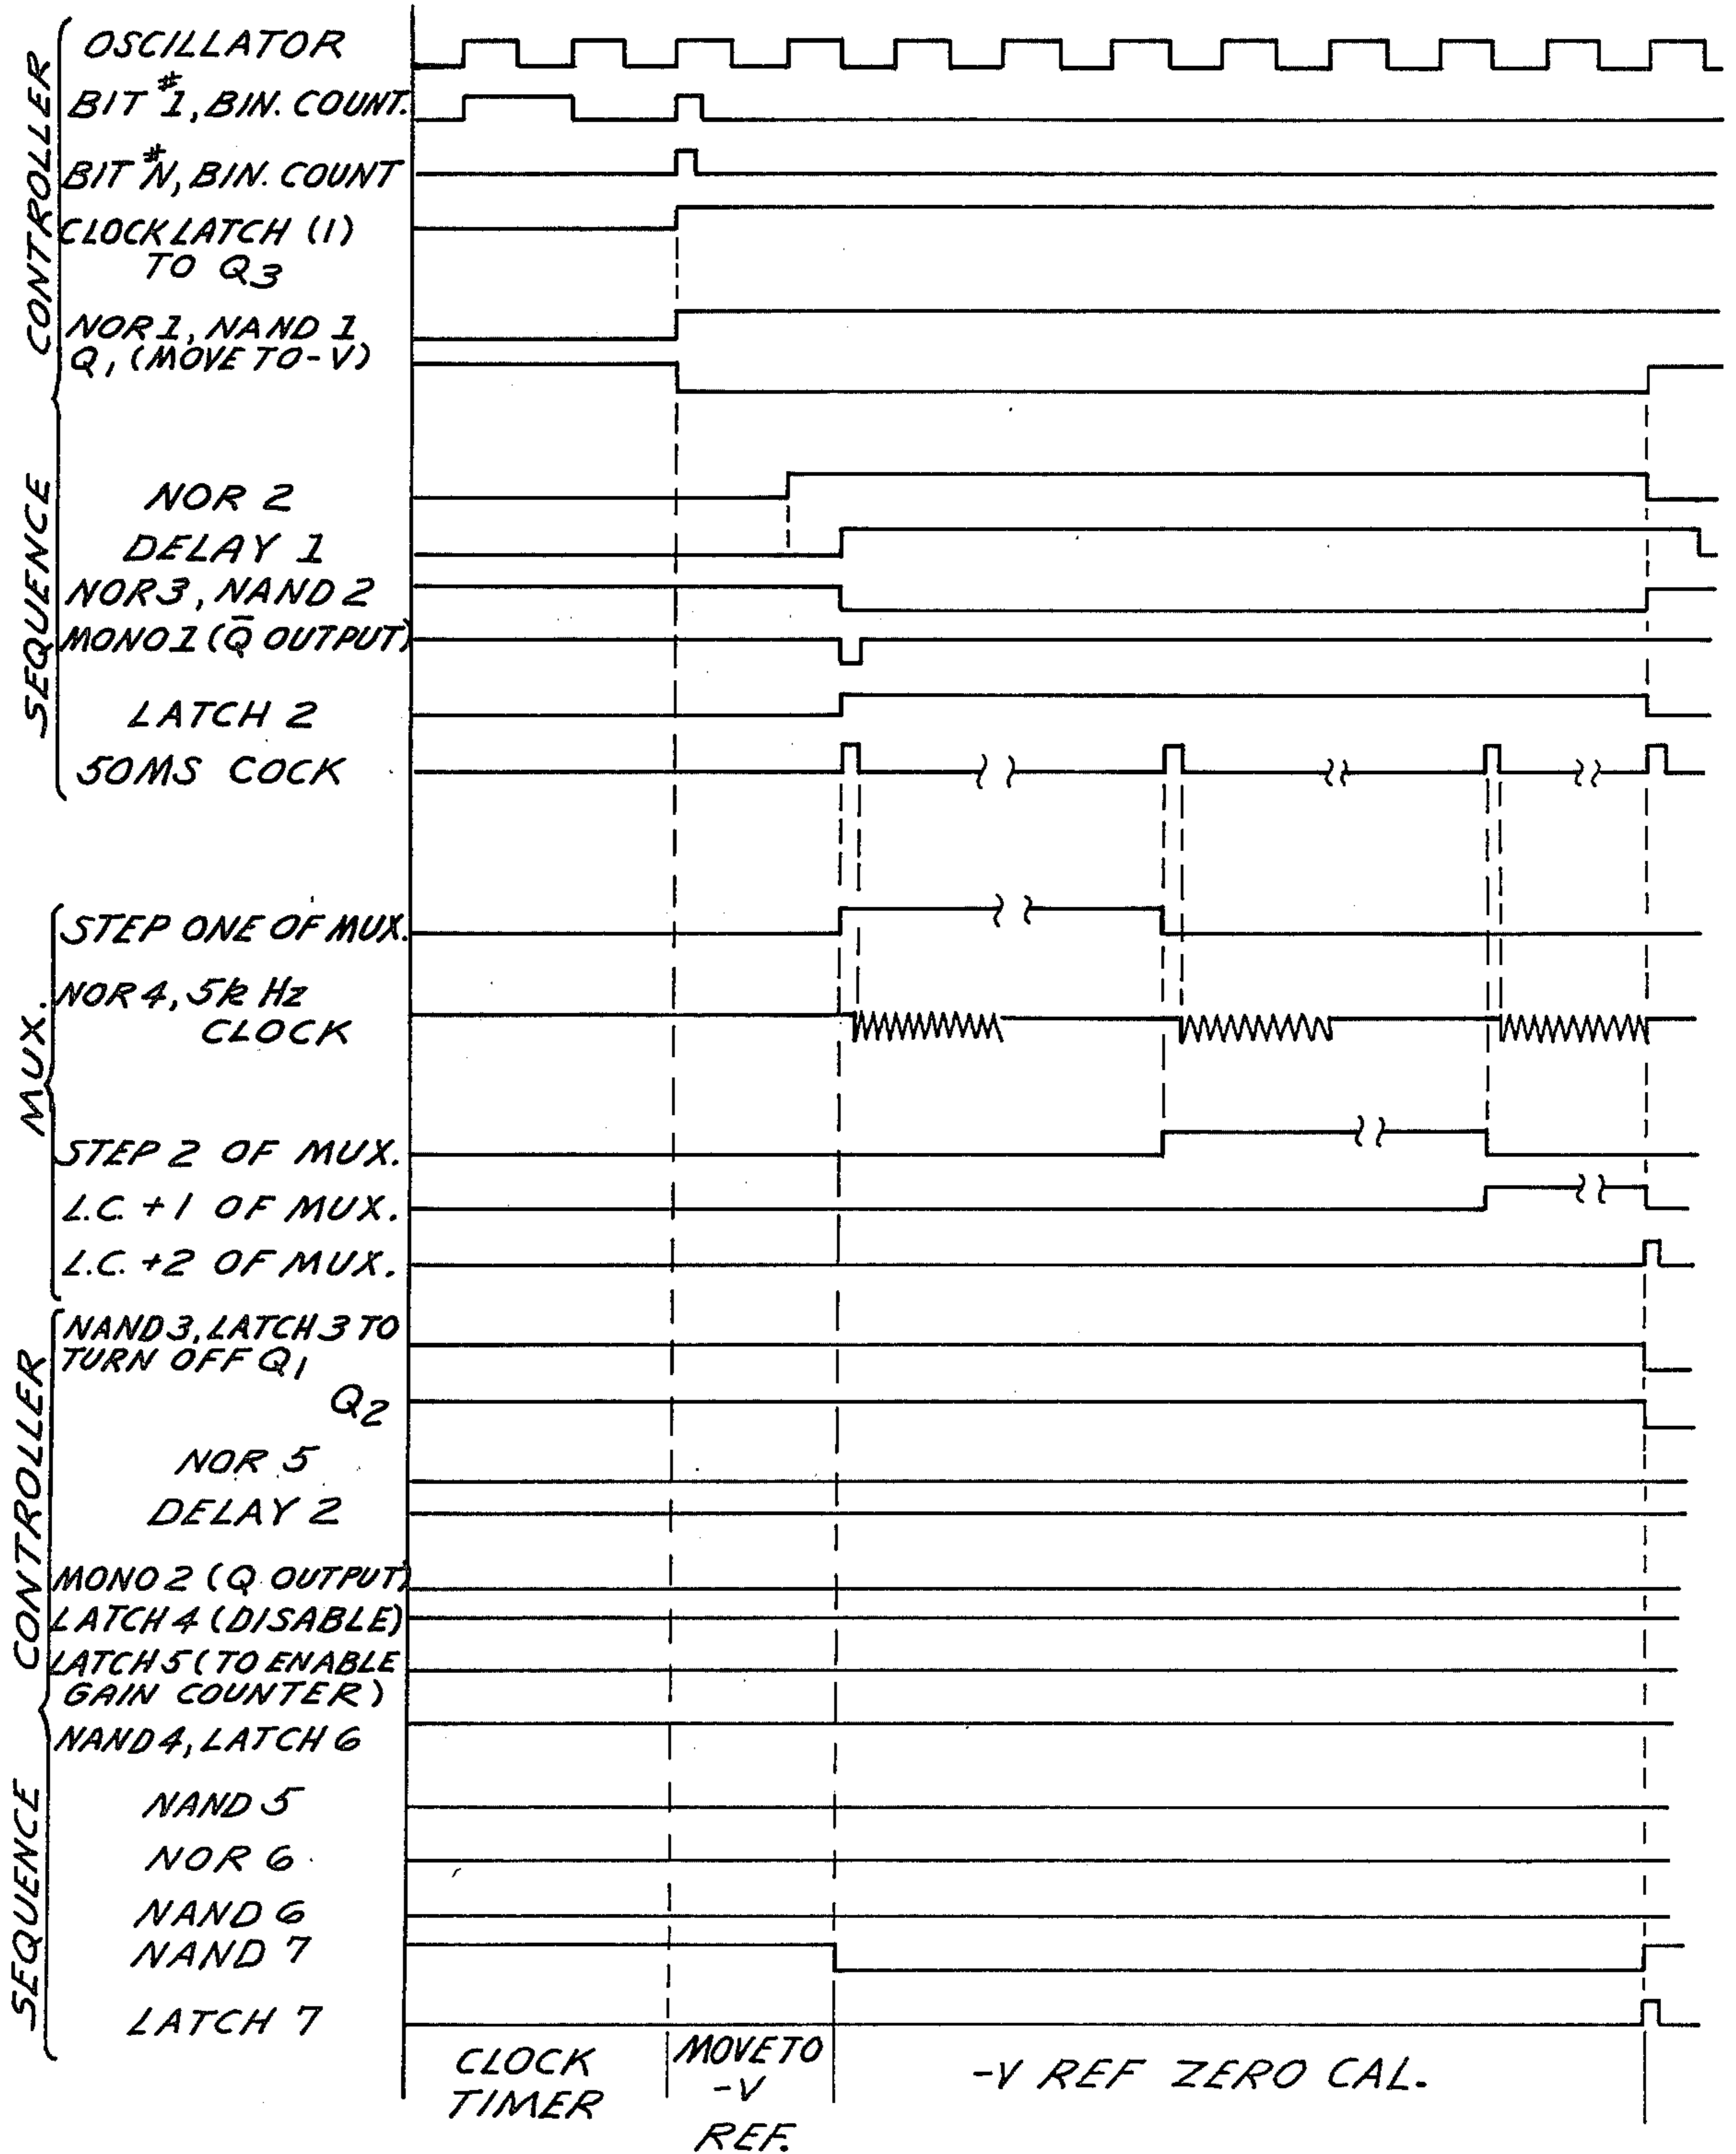 SEQUENCE CONTROLLER
OSCILLATOR
BIT #1, BIN. COUNT.
BIT #N, BIN. COUNT
CLOCK LATCH (1)
TO Q3
NOR 1, NAND 1
Q1 (MOVE TO -V)
NOR 2
DELAY 1
NOR 3, NAND 2
MONO 1 (Q̅ OUTPUT)
LATCH 2
50MS COCK
MUX.
STEP ONE OF MUX.
NOR 4, 5k Hz
CLOCK
STEP 2 OF MUX.
L.C. +1 OF MUX.
L.C. +2 OF MUX.
SEQUENCE CONTROLLER
NAND 3, LATCH 3 TO
TURN OFF Q1
Q2
NOR 5
DELAY 2
MONO 2 (Q OUTPUT)
LATCH 4 (DISABLE)
LATCH 5 (TO ENABLE
GAIN COUNTER)
NAND 4, LATCH 6
NAND 5
NOR 6
NAND 6
NAND 7
LATCH 7
CLOCK
TIMER
MOVE TO
-V
REF.
-V REF ZERO CAL.